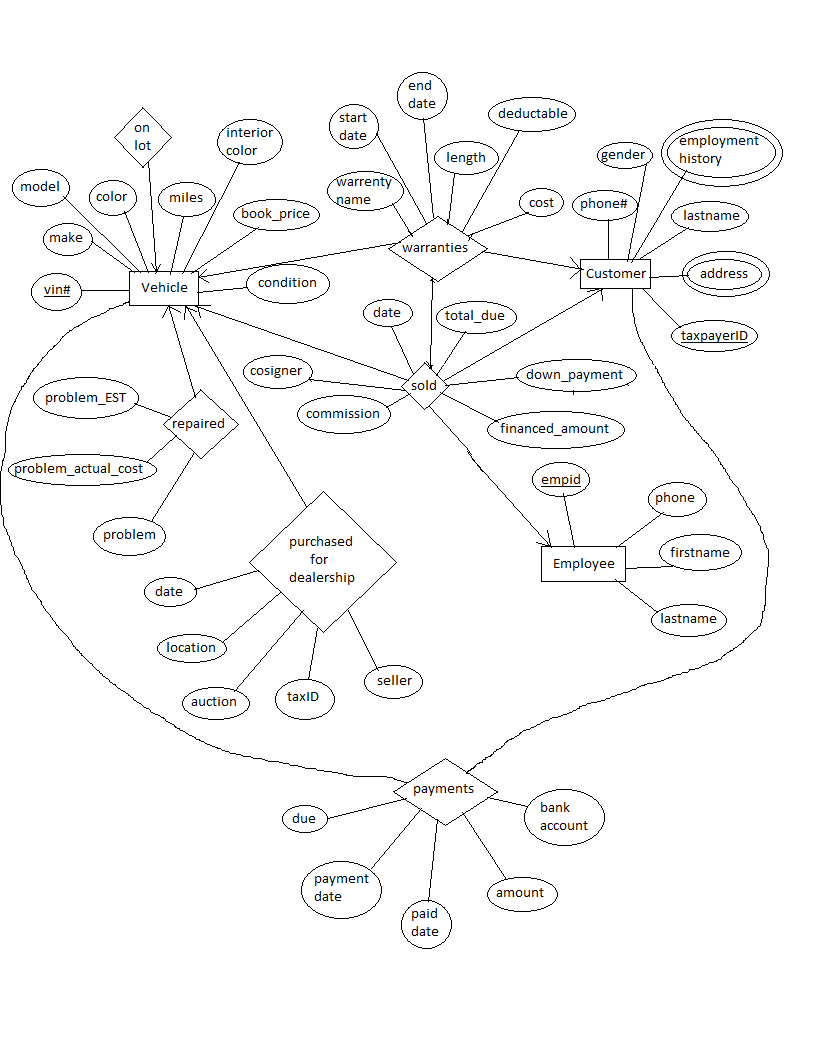 end
date
on
lot
start
date
deductable
interior
color
employment
history
gender
length
model
color
miles
warrenty
name
cost
phone#
book_price
lastname
make
warranties
vin#
Vehicle
condition
Customer
address
date
total_due
taxpayerID
cosigner
sold
down_payment
problem_EST
commission
repaired
financed_amount
problem_actual_cost
empid
phone
problem
purchased
for
dealership
Employee
firstname
date
lastname
location
auction
taxID
seller
payments
due
bank
account
payment
date
amount
paid
date